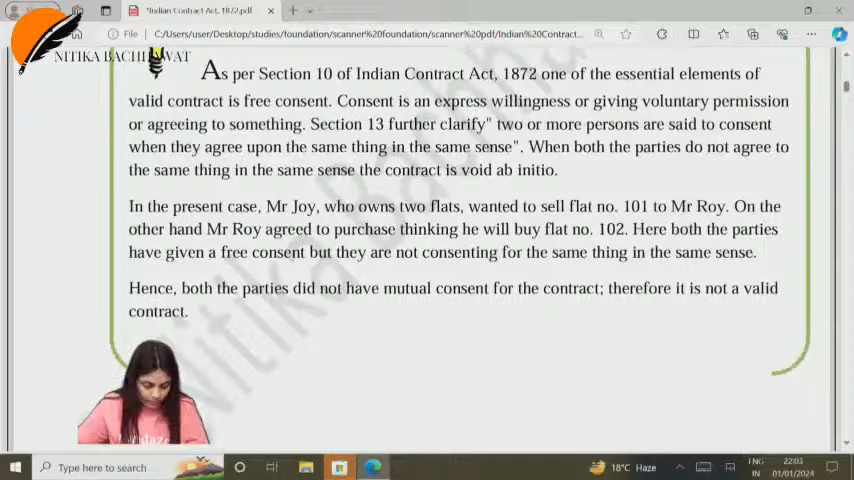 *Indian Contract Act, 1872.pdf
File
C:/Users/user/Desktop/studies/foundation/scanner%20foundation/scanner%20pdf/Indian%20Contract...
NITIKA BACHHAWAT
As per Section 10 of Indian Contract Act, 1872 one of the essential elements of
valid contract is free consent. Consent is an express willingness or giving voluntary permission
or agreeing to something. Section 13 further clarify" two or more persons are said to consent
when they agree upon the same thing in the same sense". When both the parties do not agree to
the same thing in the same sense the contract is void ab initio.
In the present case, Mr Joy, who owns two flats, wanted to sell flat no. 101 to Mr Roy. On the
other hand Mr Roy agreed to purchase thinking he will buy flat no. 102. Here both the parties
have given a free consent but they are not consenting for the same thing in the same sense.
Hence, both the parties did not have mutual consent for the contract; therefore it is not a valid
contract.
Type here to search
18°C Haze
ENG
IN
22:03
01/01/2024